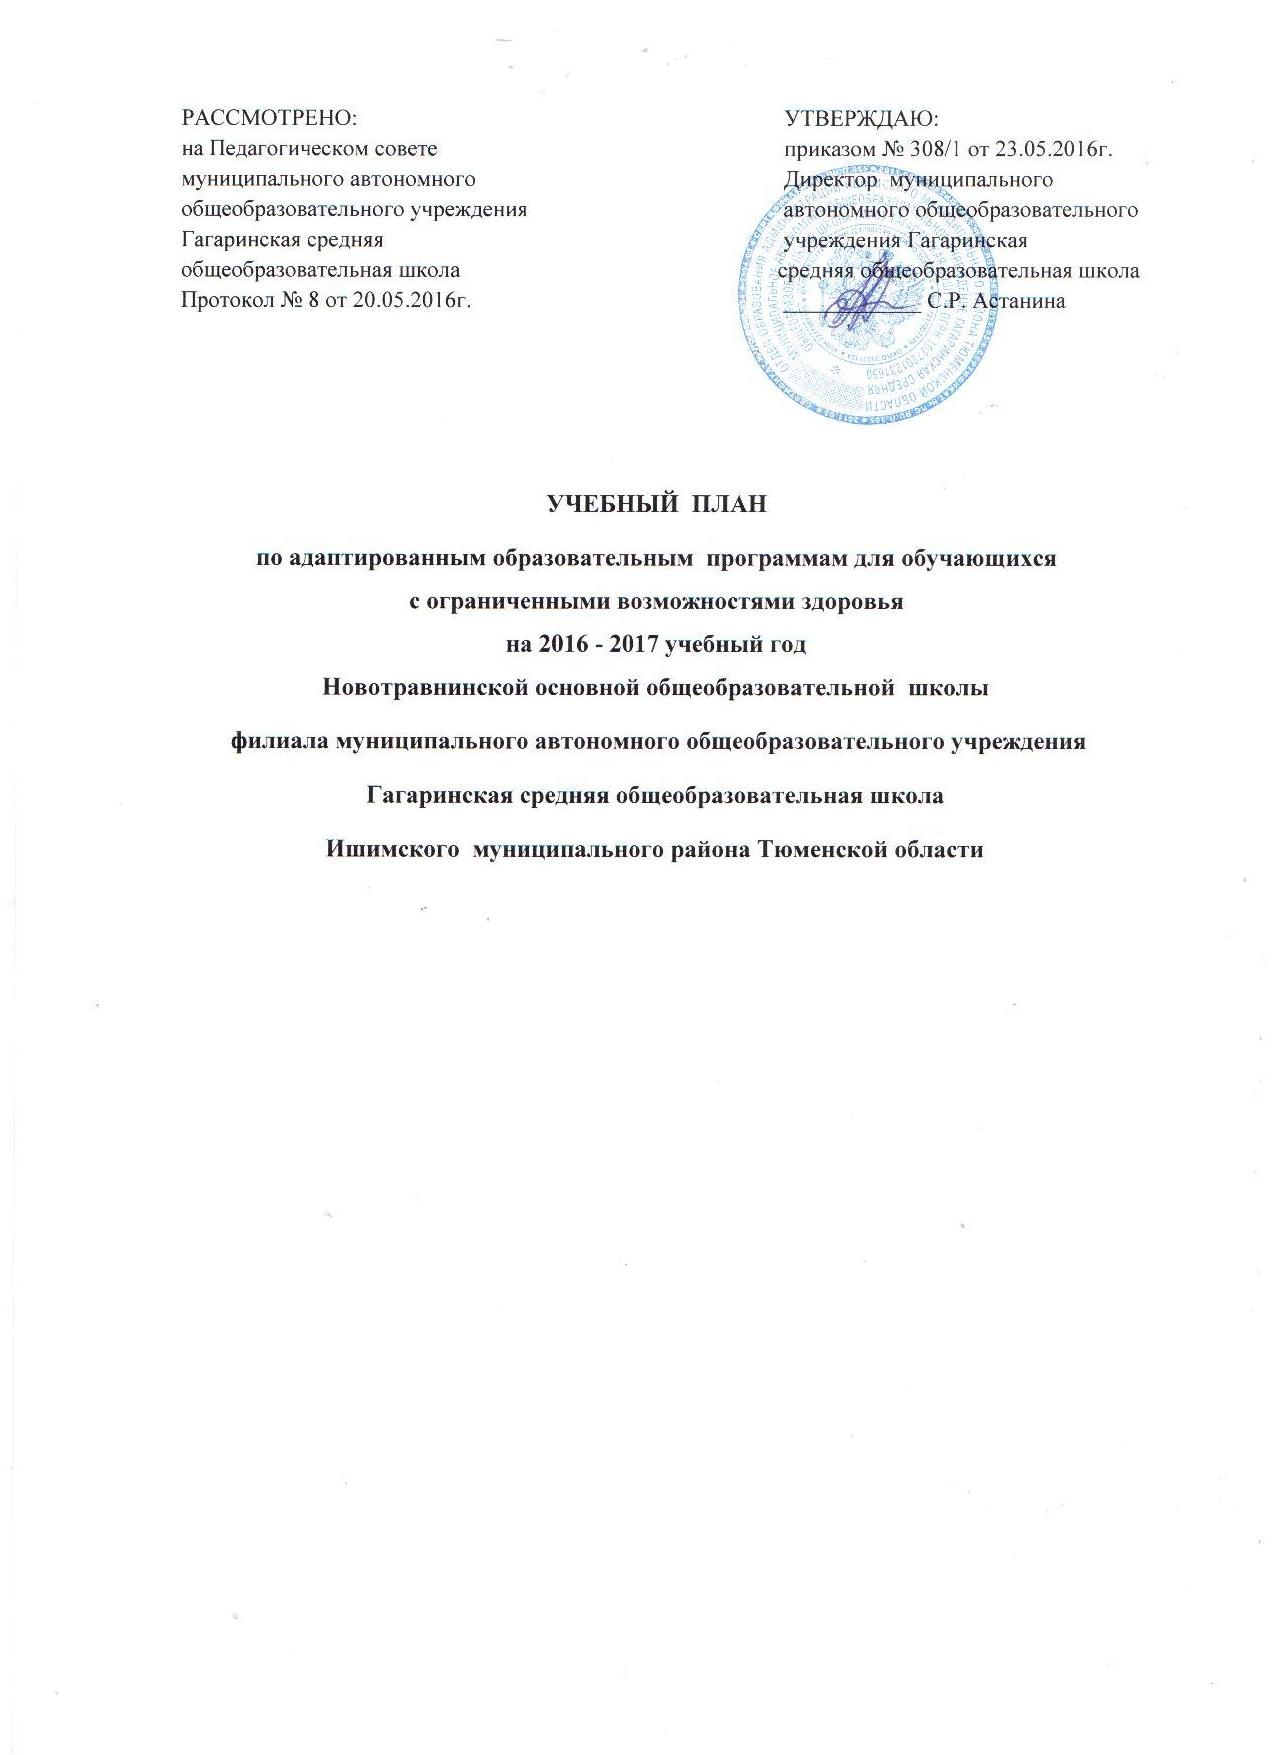 РАССМОТРЕНО:
на Педагогическом совете
муниципального автономного
общеобразовательного учреждения
Гагаринская средняя
общеобразовательная школа
Протокол № 8 от 20.05.2016г.
УТВЕРЖДАЮ:
приказом № 308/1 от 23.05.2016г.
Директор муниципального
автономного общеобразовательного
учреждения Гагаринская
средняя общеобразовательная школа
С.Р. Астанина
УЧЕБНЫЙ ПЛАН
по адаптированным образовательным программам для обучающихся
с ограниченными возможностями здоровья
на 2016 - 2017 учебный год
Новотравнинской основной общеобразовательной школы
филиала муниципального автономного общеобразовательного учреждения
Гагаринская средняя общеобразовательная школа
Ишимского муниципального района Тюменской области